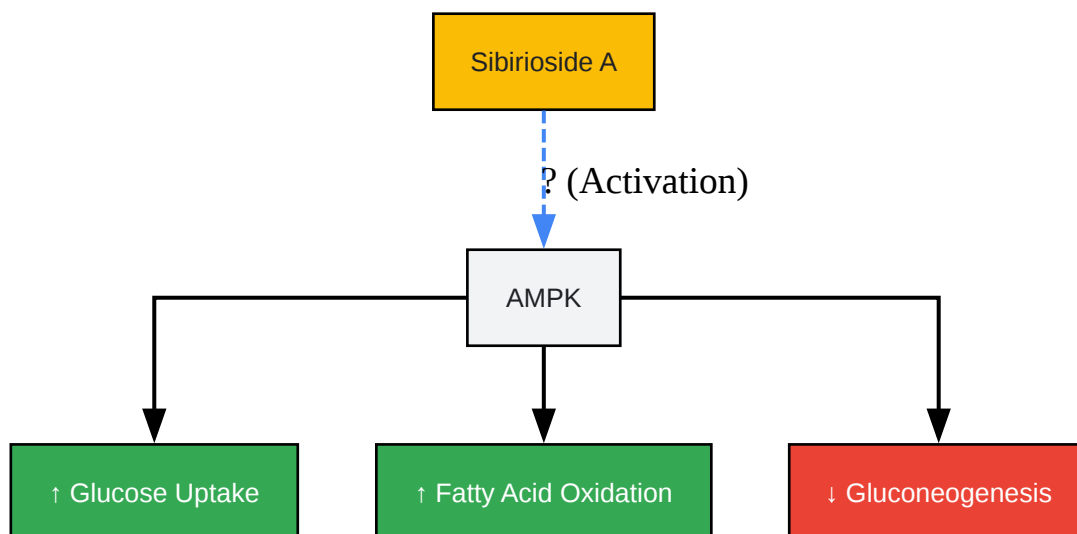 Sibirioside A
? (Activation)
AMPK
↑ Glucose Uptake
↑ Fatty Acid Oxidation
↓ Gluconeogenesis